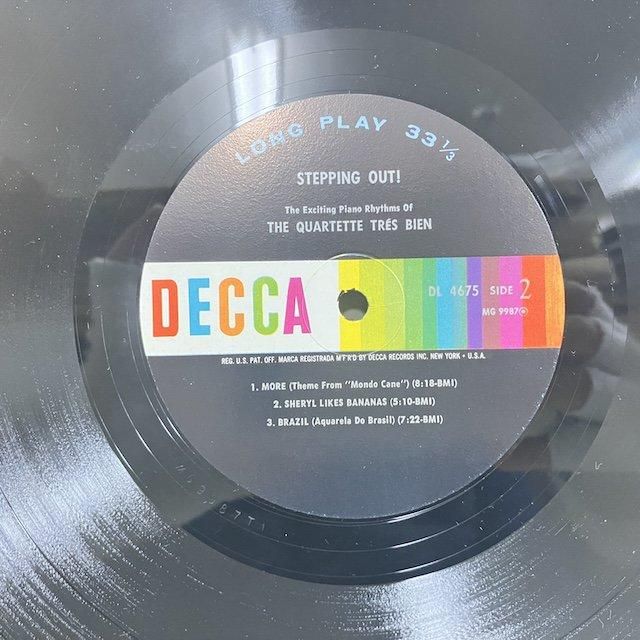 LONG PLAY 33 1/3
STEPPING OUT!
The Exciting Piano Rhythms Of
THE QUARTETTE TRÉS BIEN
DECCA
DL 4675 SIDE 2
MG 9987
REG. U.S. PAT. OFF. MARCA REGISTRADA M'F'R'D BY DECCA RECORDS INC. NEW YORK • U.S.A.
1. MORE (Theme From "Mondo Cane") (8:18-BMI)
2. SHERYL LIKES BANANAS (5:10-BMI)
3. BRAZIL (Aquarela Do Brasil) (7:22-BMI)